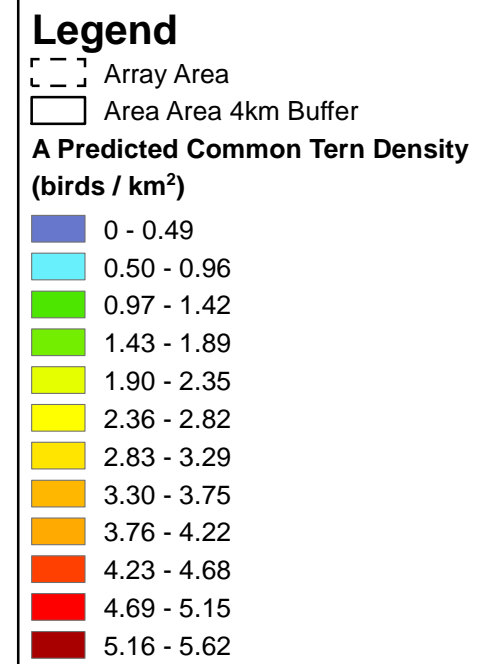 Legend
Array Area
Area Area 4km Buffer
A Predicted Common Tern Density
(birds / km²)
0 - 0.49
0.50 - 0.96
0.97 - 1.42
1.43 - 1.89
1.90 - 2.35
2.36 - 2.82
2.83 - 3.29
3.30 - 3.75
3.76 - 4.22
4.23 - 4.68
4.69 - 5.15
5.16 - 5.62